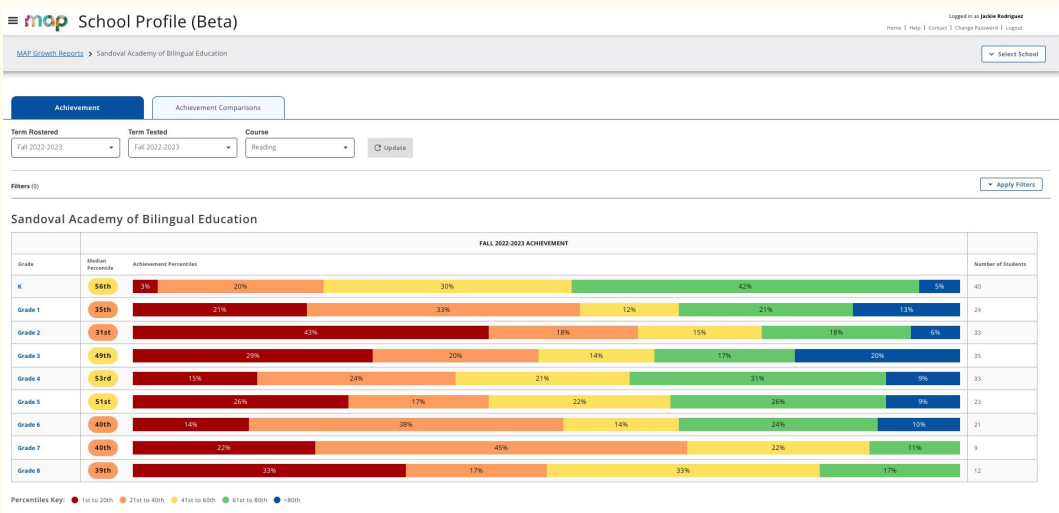 map School Profile (Beta)
Logged in as Jackie Rodriguez
Home | Help | Contact | Change Password | Logout
MAP Growth Reports > Sandoval Academy of Bilingual Education
Select School
Achievement
Achievement Comparisons
Term Rostered Term Tested Course
Fall 2022-2023 Fall 2022-2023 Reading Update
Filters (0)
Apply Filters
Sandoval Academy of Bilingual Education
FALL 2022-2023 ACHIEVEMENT
Grade Median Percentile Achievement Percentiles Number of Students
K 56th 3% 20% 30% 42% 5% 40
Grade 1 35th 21% 33% 12% 21% 13% 24
Grade 2 31st 43% 18% 15% 18% 6% 33
Grade 3 49th 29% 20% 14% 17% 20% 35
Grade 4 53rd 15% 24% 21% 31% 9% 33
Grade 5 51st 26% 17% 22% 26% 9% 23
Grade 6 40th 14% 38% 14% 24% 10% 21
Grade 7 40th 22% 45% 22% 11% 9
Grade 8 39th 33% 17% 33% 17% 12
Percentiles Key: 1st to 20th 21st to 40th 41st to 60th 61st to 80th >80th